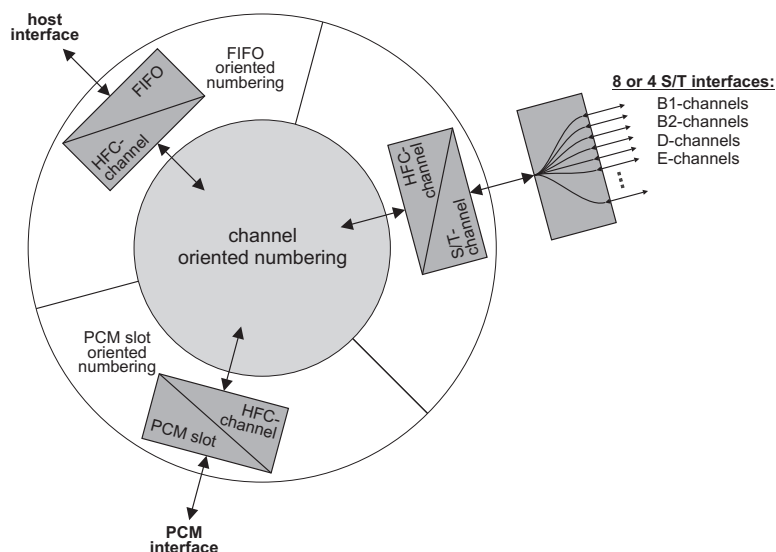 host
interface
FIFO
oriented
numbering
FIFO
HFC-
channel
8 or 4 S/T interfaces:
B1-channels
B2-channels
D-channels
E-channels
HFC-
channel
S/T-
channel
channel
oriented numbering
PCM slot
oriented
numbering
HFC-
channel
PCM slot
PCM
interface